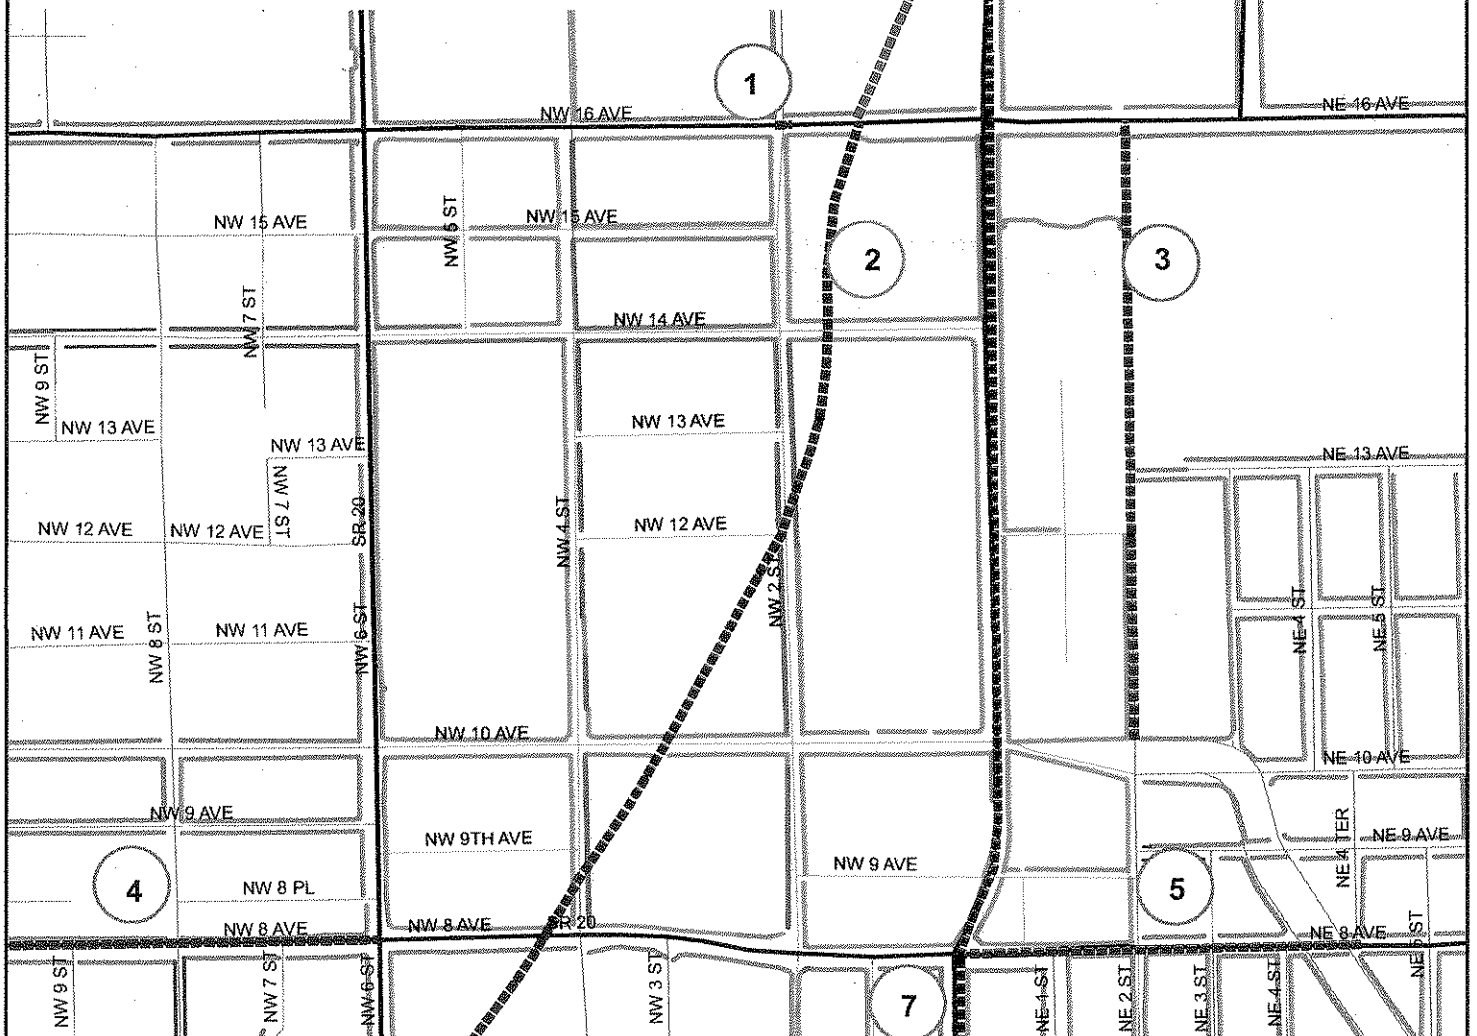 1
NW 16 AVE
NE 16 AVE
NW 15 AVE
NW 5 ST
NW 15 AVE
2
3
NW 7 ST
NW 14 AVE
NW 9 ST
NW 13 AVE
NW 13 AVE
NW 13 AVE
NE 13 AVE
NW 7 ST
SR 20
NW 12 AVE
NW 12 AVE
NW 4 ST
NW 12 AVE
NW 2 ST
NW 11 AVE
NW 8 ST
NW 11 AVE
NW 6 ST
NE 4 ST
NE 5 ST
NW 10 AVE
NE 10 AVE
NW 9 AVE
NW 9TH AVE
NW 9 AVE
NE 4 TER
NE 9 AVE
4
NW 8 PL
5
NW 8 AVE
NW 8 AVE
SR 20
NE 8 AVE
NE 5 ST
NW 9 ST
NW 7 ST
NW 6 ST
NW 3 ST
7
NE 1 ST
NE 2 ST
NE 3 ST
NE 4 ST